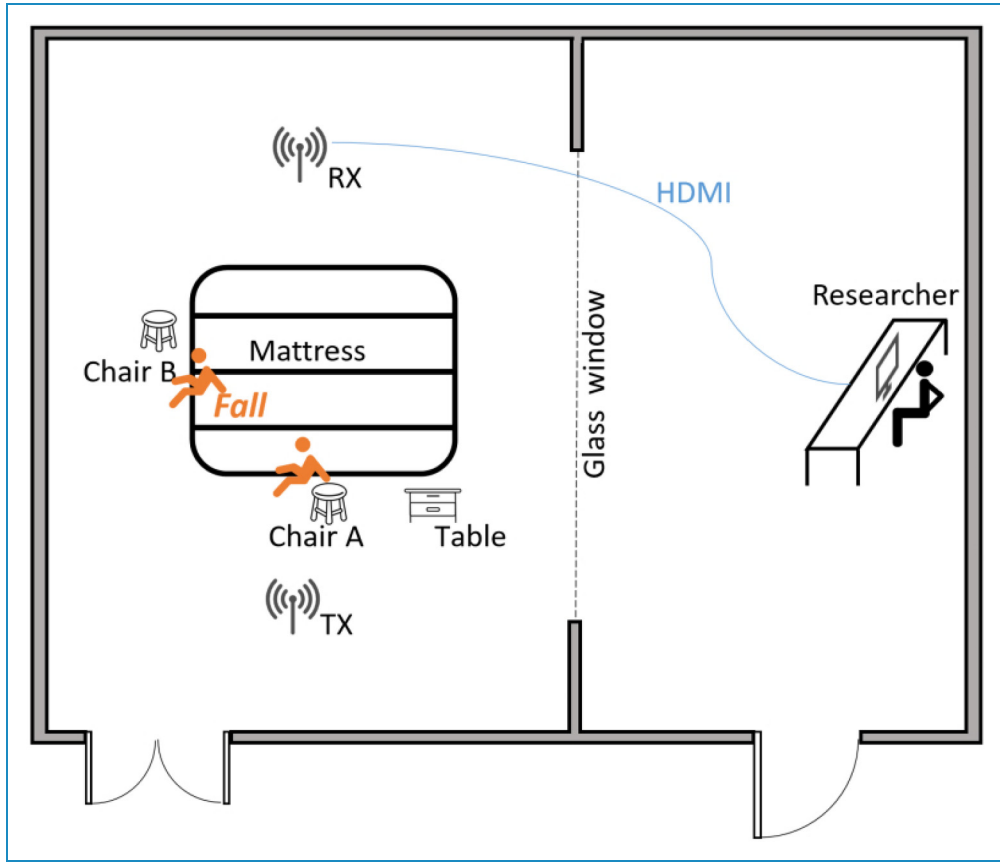 RX
HDMI
Researcher
Mattress
Chair B
Fall
Glass window
Chair A
Table
TX